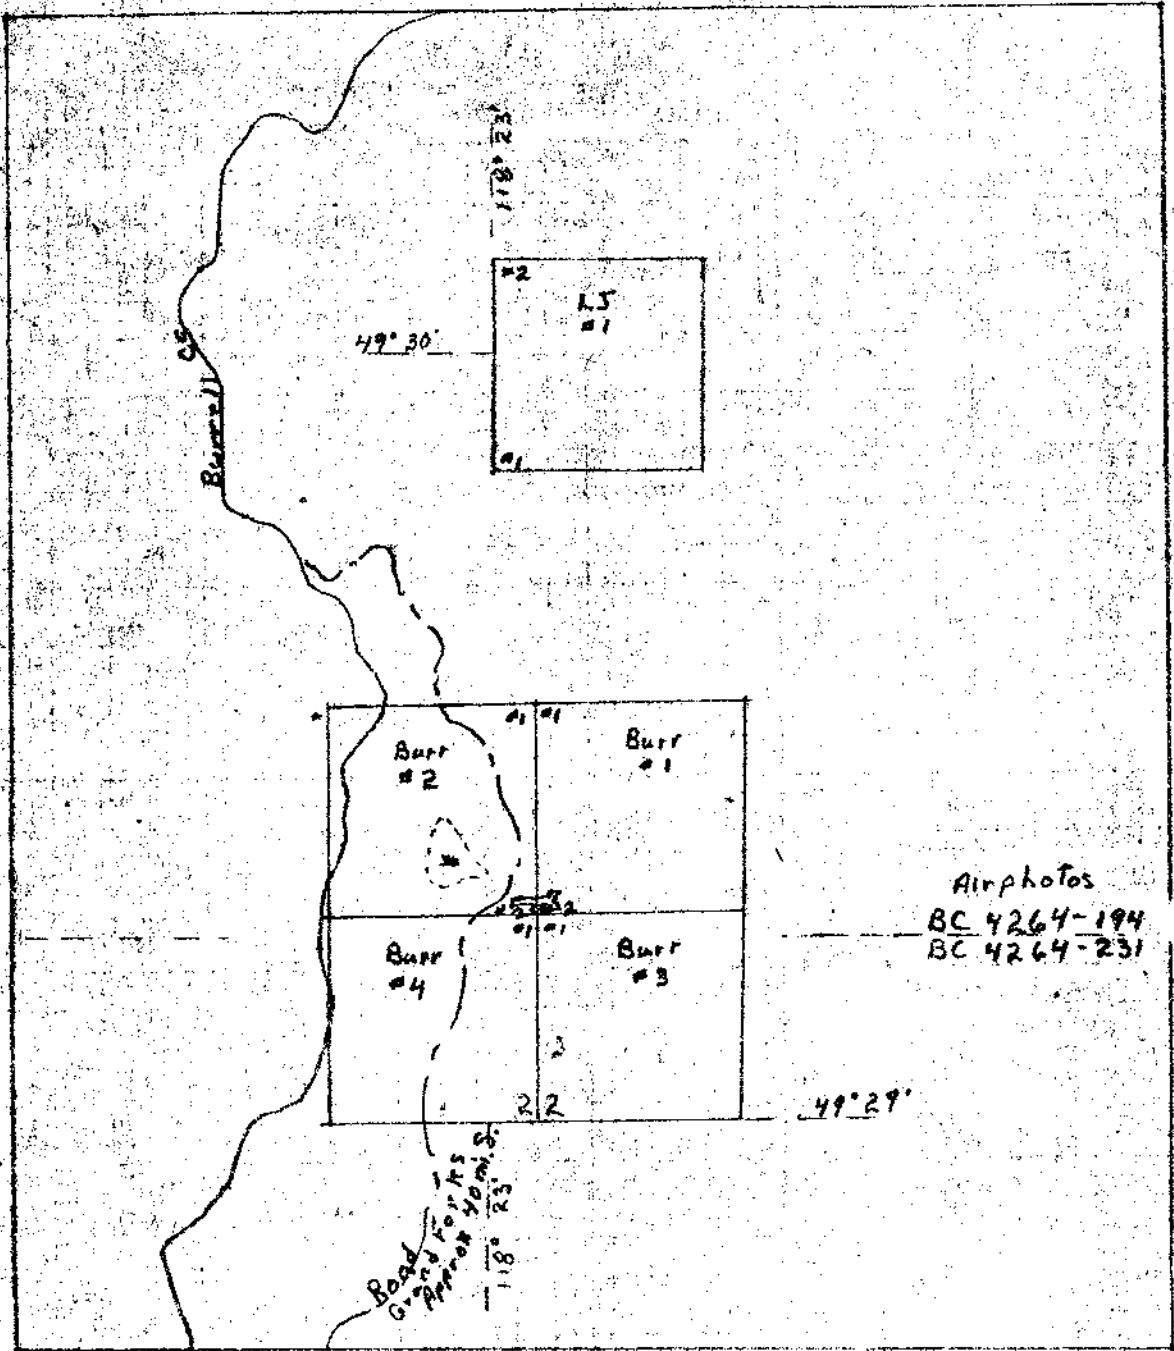 118° 23'
#2
LJ
#1
49° 30'
#1
Burrell Ck
#1 #1
Burr
#2
Burr
#1
#2
#1 #1
Burr
#4
Burr
#3
Airphotos
BC 4264-194
BC 4264-231
2 2
49° 29'
Road
Grand Forks
Approx 40 mi. S.
118° 23'